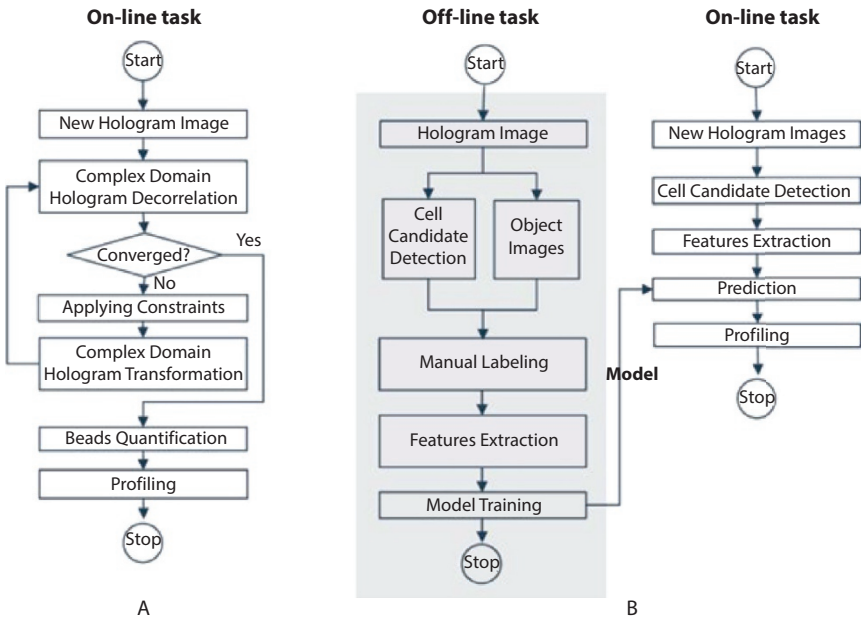 On-line task
Start
New Hologram Image
Complex Domain
Hologram Decorrelation
Converged?
Yes
No
Applying Constraints
Complex Domain
Hologram Transformation
Beads Quantification
Profiling
Stop
A
Off-line task
Start
Hologram Image
Cell
Candidate
Detection
Object
Images
Manual Labeling
Features Extraction
Model Training
Stop
Model
On-line task
Start
New Hologram Images
Cell Candidate Detection
Features Extraction
Prediction
Profiling
Stop
B